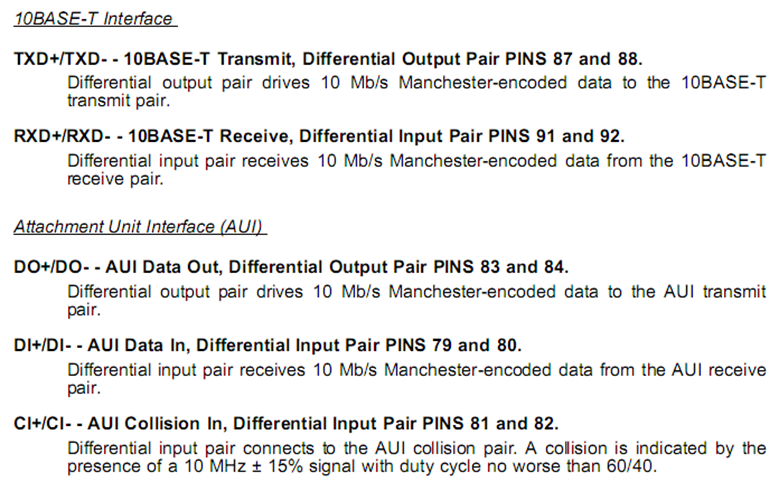 10BASE-T Interface
TXD+/TXD- - 10BASE-T Transmit, Differential Output Pair PINS 87 and 88.
Differential output pair drives 10 Mb/s Manchester-encoded data to the 10BASE-T
transmit pair.
RXD+/RXD- - 10BASE-T Receive, Differential Input Pair PINS 91 and 92.
Differential input pair receives 10 Mb/s Manchester-encoded data from the 10BASE-T
receive pair.
Attachment Unit Interface (AUI)
DO+/DO- - AUI Data Out, Differential Output Pair PINS 83 and 84.
Differential output pair drives 10 Mb/s Manchester-encoded data to the AUI transmit
pair.
DI+/DI- - AUI Data In, Differential Input Pair PINS 79 and 80.
Differential input pair receives 10 Mb/s Manchester-encoded data from the AUI receive
pair.
CI+/CI- - AUI Collision In, Differential Input Pair PINS 81 and 82.
Differential input pair connects to the AUI collision pair. A collision is indicated by the
presence of a 10 MHz ± 15% signal with duty cycle no worse than 60/40.